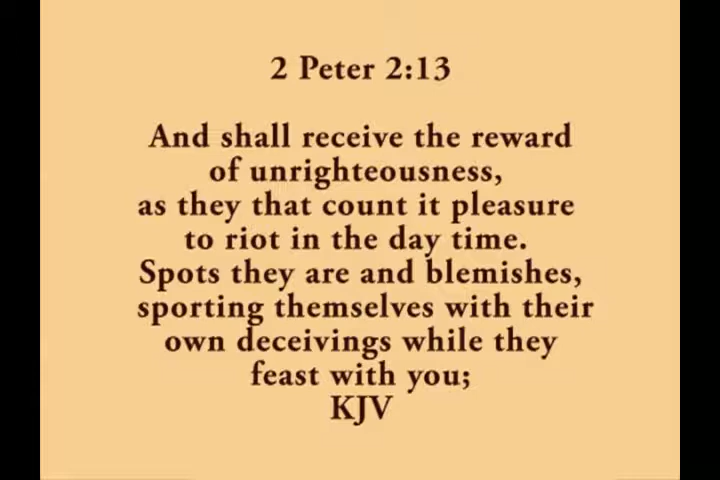 2 Peter 2:13
And shall receive the reward
of unrighteousness,
as they that count it pleasure
to riot in the day time.
Spots they are and blemishes,
sporting themselves with their
own deceivings while they
feast with you;
KJV